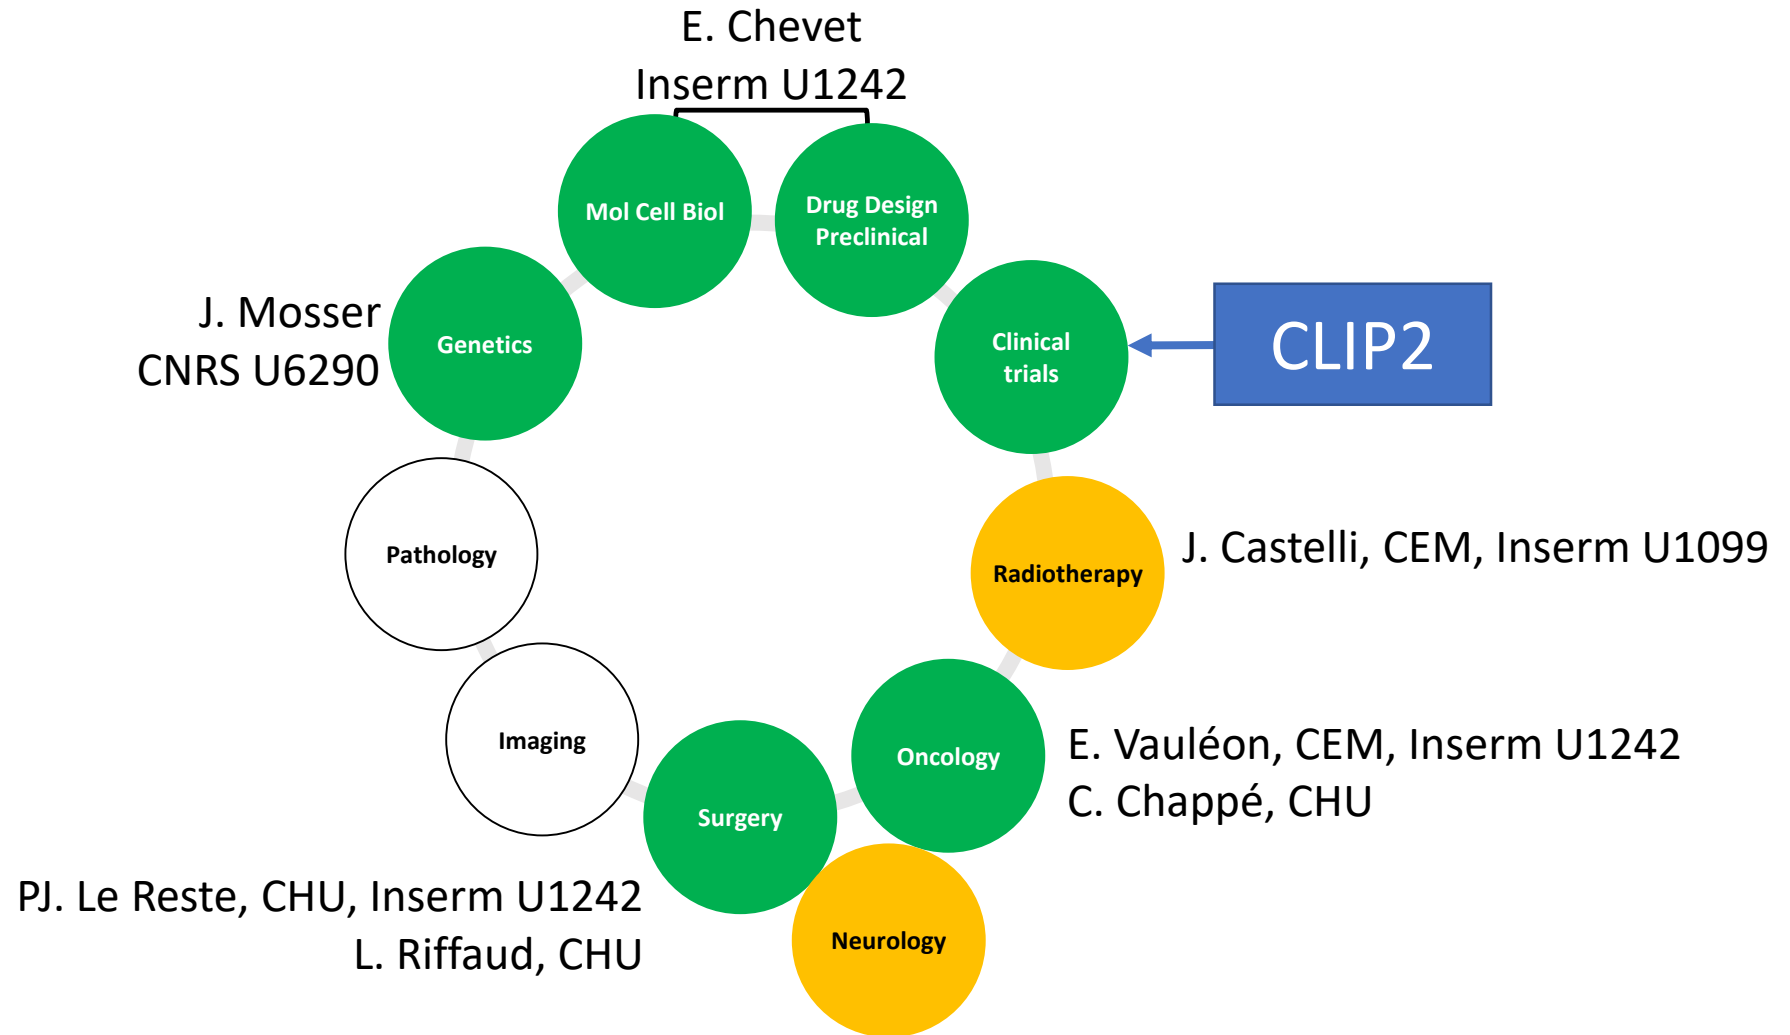 E. Chevet
Inserm U1242
Mol Cell Biol
Drug Design
Preclinical
J. Mosser
CNRS U6290
Genetics
Clinical
trials
CLIP2
Pathology
Radiotherapy
J. Castelli, CEM, Inserm U1099
Imaging
Oncology
E. Vauléon, CEM, Inserm U1242
C. Chappé, CHU
Surgery
PJ. Le Reste, CHU, Inserm U1242
L. Riffaud, CHU
Neurology